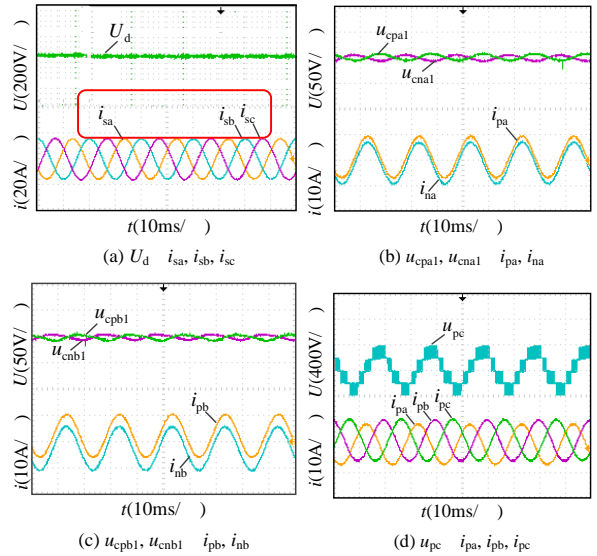 U(200V/ )
U_d
i_sa
i_sb
i_sc
i(20A/ )
t(10ms/ )
(a) U_d i_sa, i_sb, i_sc
U(50V/ )
u_cpa1
u_cna1
i_pa
i_na
i(10A/ )
t(10ms/ )
(b) u_cpa1, u_cna1 i_pa, i_na
U(50V/ )
u_cpb1
u_cnb1
i_pb
i_nb
i(10A/ )
t(10ms/ )
(c) u_cpb1, u_cnb1 i_pb, i_nb
U(400V/ )
u_pc
i_pa
i_pb
i_pc
i(10A/ )
t(10ms/ )
(d) u_pc i_pa, i_pb, i_pc